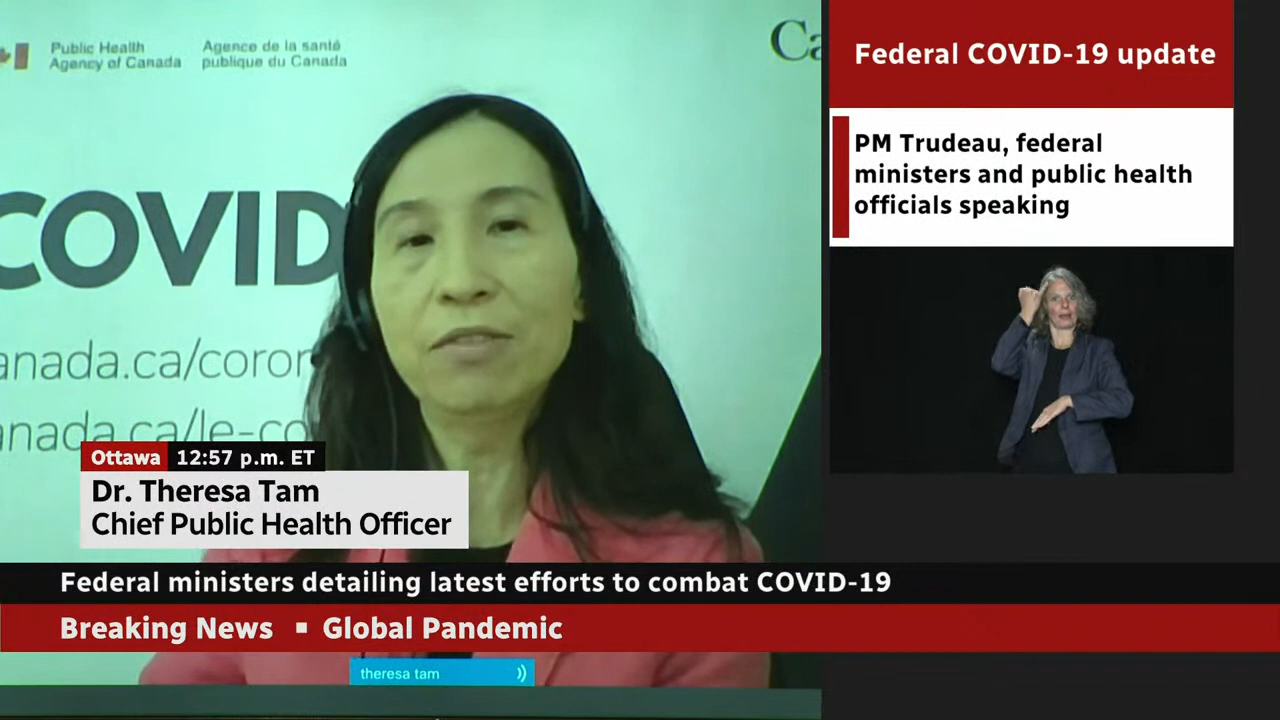 Public Health
Agency of Canada
Agence de la santé
publique du Canada
Ca
COVID
anada.ca/coron
anada.ca/le-co
Ottawa 12:57 p.m. ET
Dr. Theresa Tam
Chief Public Health Officer
Federal ministers detailing latest efforts to combat COVID-19
Breaking News ▪ Global Pandemic
theresa tam
Federal COVID-19 update
PM Trudeau, federal
ministers and public health
officials speaking